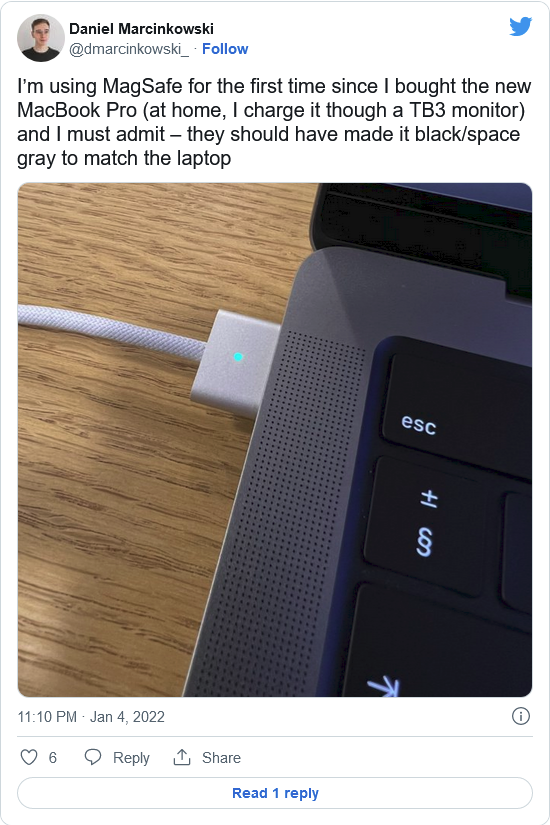 Daniel Marcinkowski
@dmarcinkowski_ · Follow
I’m using MagSafe for the first time since I bought the new
MacBook Pro (at home, I charge it though a TB3 monitor)
and I must admit – they should have made it black/space
gray to match the laptop
esc
±
§
11:10 PM · Jan 4, 2022
6 Reply Share
Read 1 reply